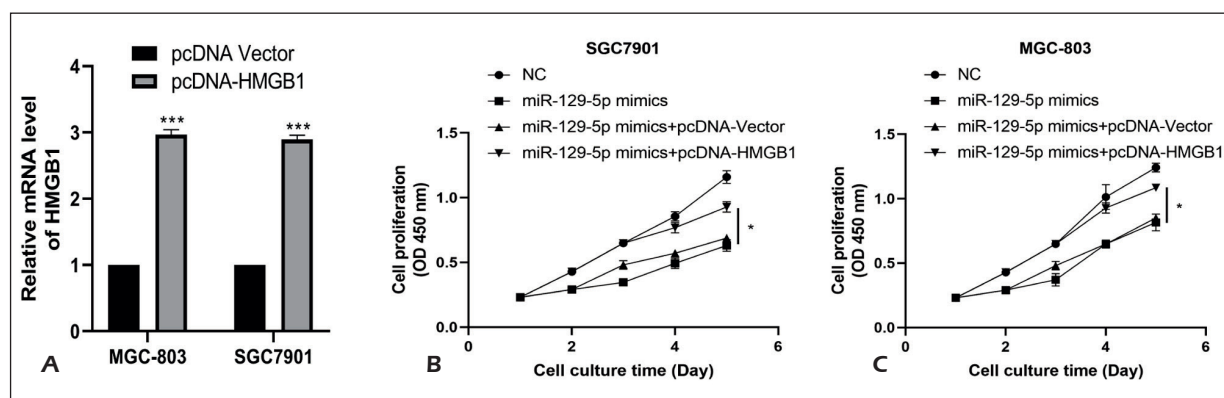 pcDNA Vector
pcDNA-HMGB1
Relative mRNA level
of HMGB1
4
3
2
1
0
***
***
MGC-803
SGC7901
A
SGC7901
NC
miR-129-5p mimics
miR-129-5p mimics+pcDNA-Vector
miR-129-5p mimics+pcDNA-HMGB1
Cell proliferation
(OD 450 nm)
1.5
1.0
0.5
0.0
*
0
2
4
6
Cell culture time (Day)
B
MGC-803
NC
miR-129-5p mimics
miR-129-5p mimics+pcDNA-Vector
miR-129-5p mimics+pcDNA-HMGB1
Cell proliferation
(OD 450 nm)
1.5
1.0
0.5
0.0
*
0
2
4
6
Cell culture time (Day)
C